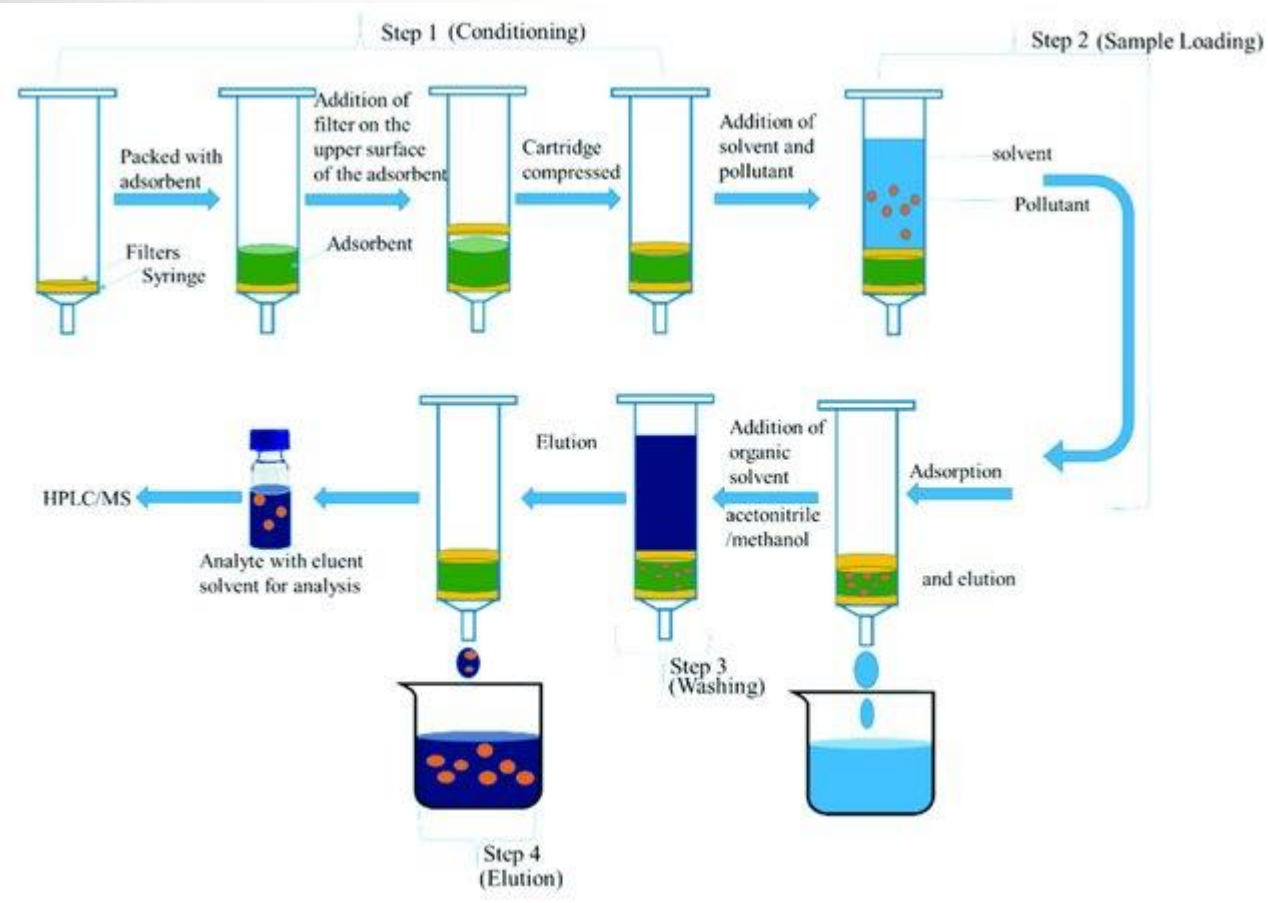 Step 1 (Conditioning)
Step 2 (Sample Loading)
Packed with
adsorbent
Filters
Syringe
Addition of
filter on the
upper surface
of the adsorbent
Adsorbent
Cartridge
compressed
Addition of
solvent and
pollutant
solvent
Pollutant
Adsorption
and elution
Addition of
organic
solvent
acetonitrile
/methanol
Step 3
(Washing)
Elution
Step 4
(Elution)
Analyte with eluent
solvent for analysis
HPLC/MS